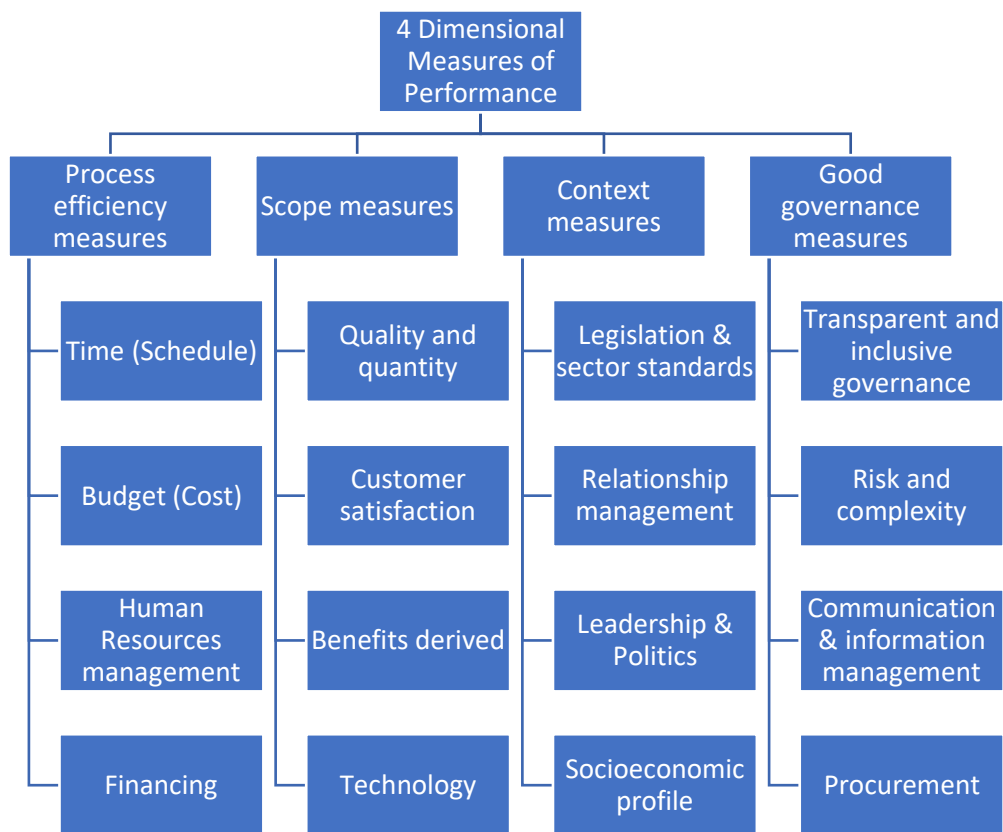 4 Dimensional
Measures of
Performance
Process
efficiency
measures
Scope measures
Context
measures
Good
governance
measures
Time (Schedule)
Quality and
quantity
Legislation &
sector standards
Transparent and
inclusive
governance
Budget (Cost)
Customer
satisfaction
Relationship
management
Risk and
complexity
Human
Resources
management
Benefits derived
Leadership &
Politics
Communication
& information
management
Financing
Technology
Socioeconomic
profile
Procurement